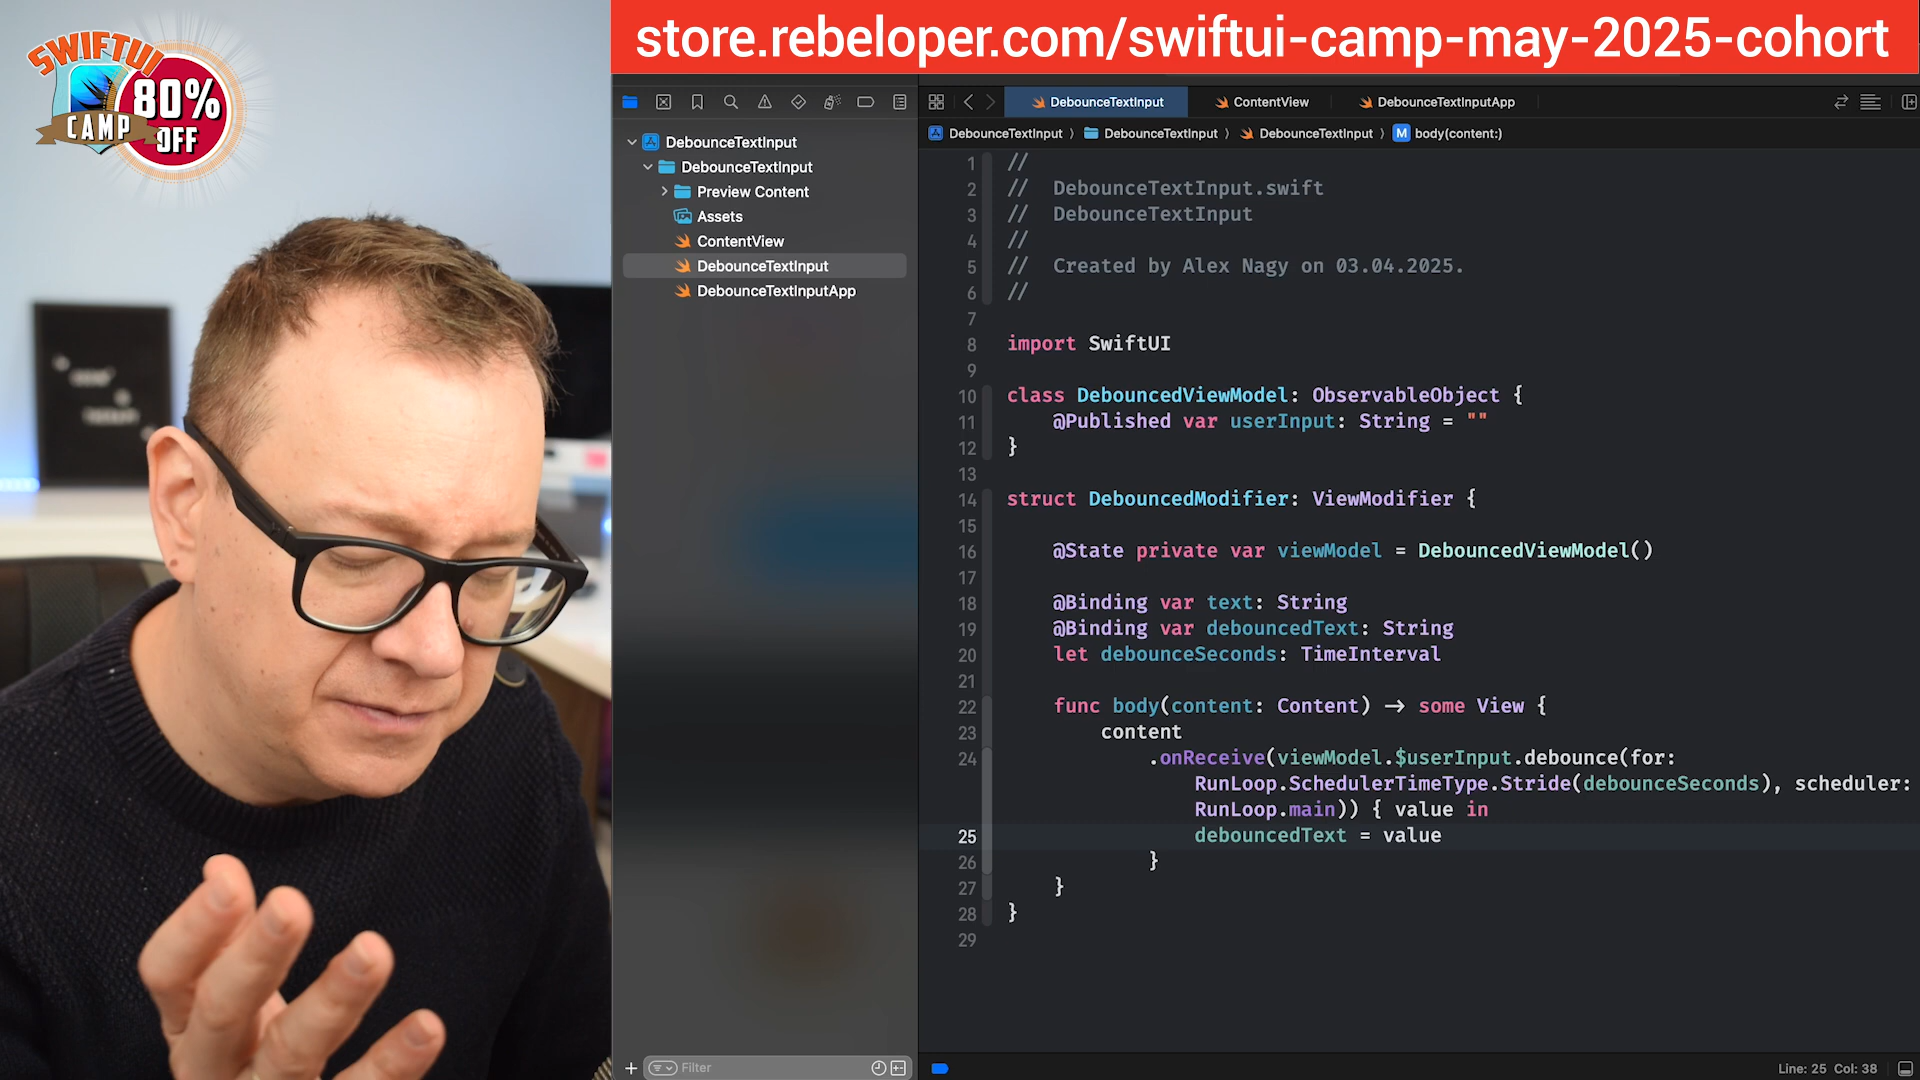 SWIFTUI
CAMP
80%
OFF
store.rebeloper.com/swiftui-camp-may-2025-cohort
DebounceTextInput
ContentView
DebounceTextInputApp
DebounceTextInput
DebounceTextInput
DebounceTextInput
M
body(content:)
DebounceTextInput
DebounceTextInput
Preview Content
Assets
ContentView
DebounceTextInput
DebounceTextInputApp
1 //
2 //  DebounceTextInput.swift
3 //  DebounceTextInput
4 //
5 //  Created by Alex Nagy on 03.04.2025.
6 //
7
8 import SwiftUI
9
10 class DebouncedViewModel: ObservableObject {
11     @Published var userInput: String = ""
12 }
13
14 struct DebouncedModifier: ViewModifier {
15
16     @State private var viewModel = DebouncedViewModel()
17
18     @Binding var text: String
19     @Binding var debouncedText: String
20     let debounceSeconds: TimeInterval
21
22     func body(content: Content) → some View {
23         content
24             .onReceive(viewModel.$userInput.debounce(for:
RunLoop.SchedulerTimeType.Stride(debounceSeconds), scheduler:
RunLoop.main)) { value in
25                 debouncedText = value
26             }
27     }
28 }
29
Filter
Line: 25 Col: 38